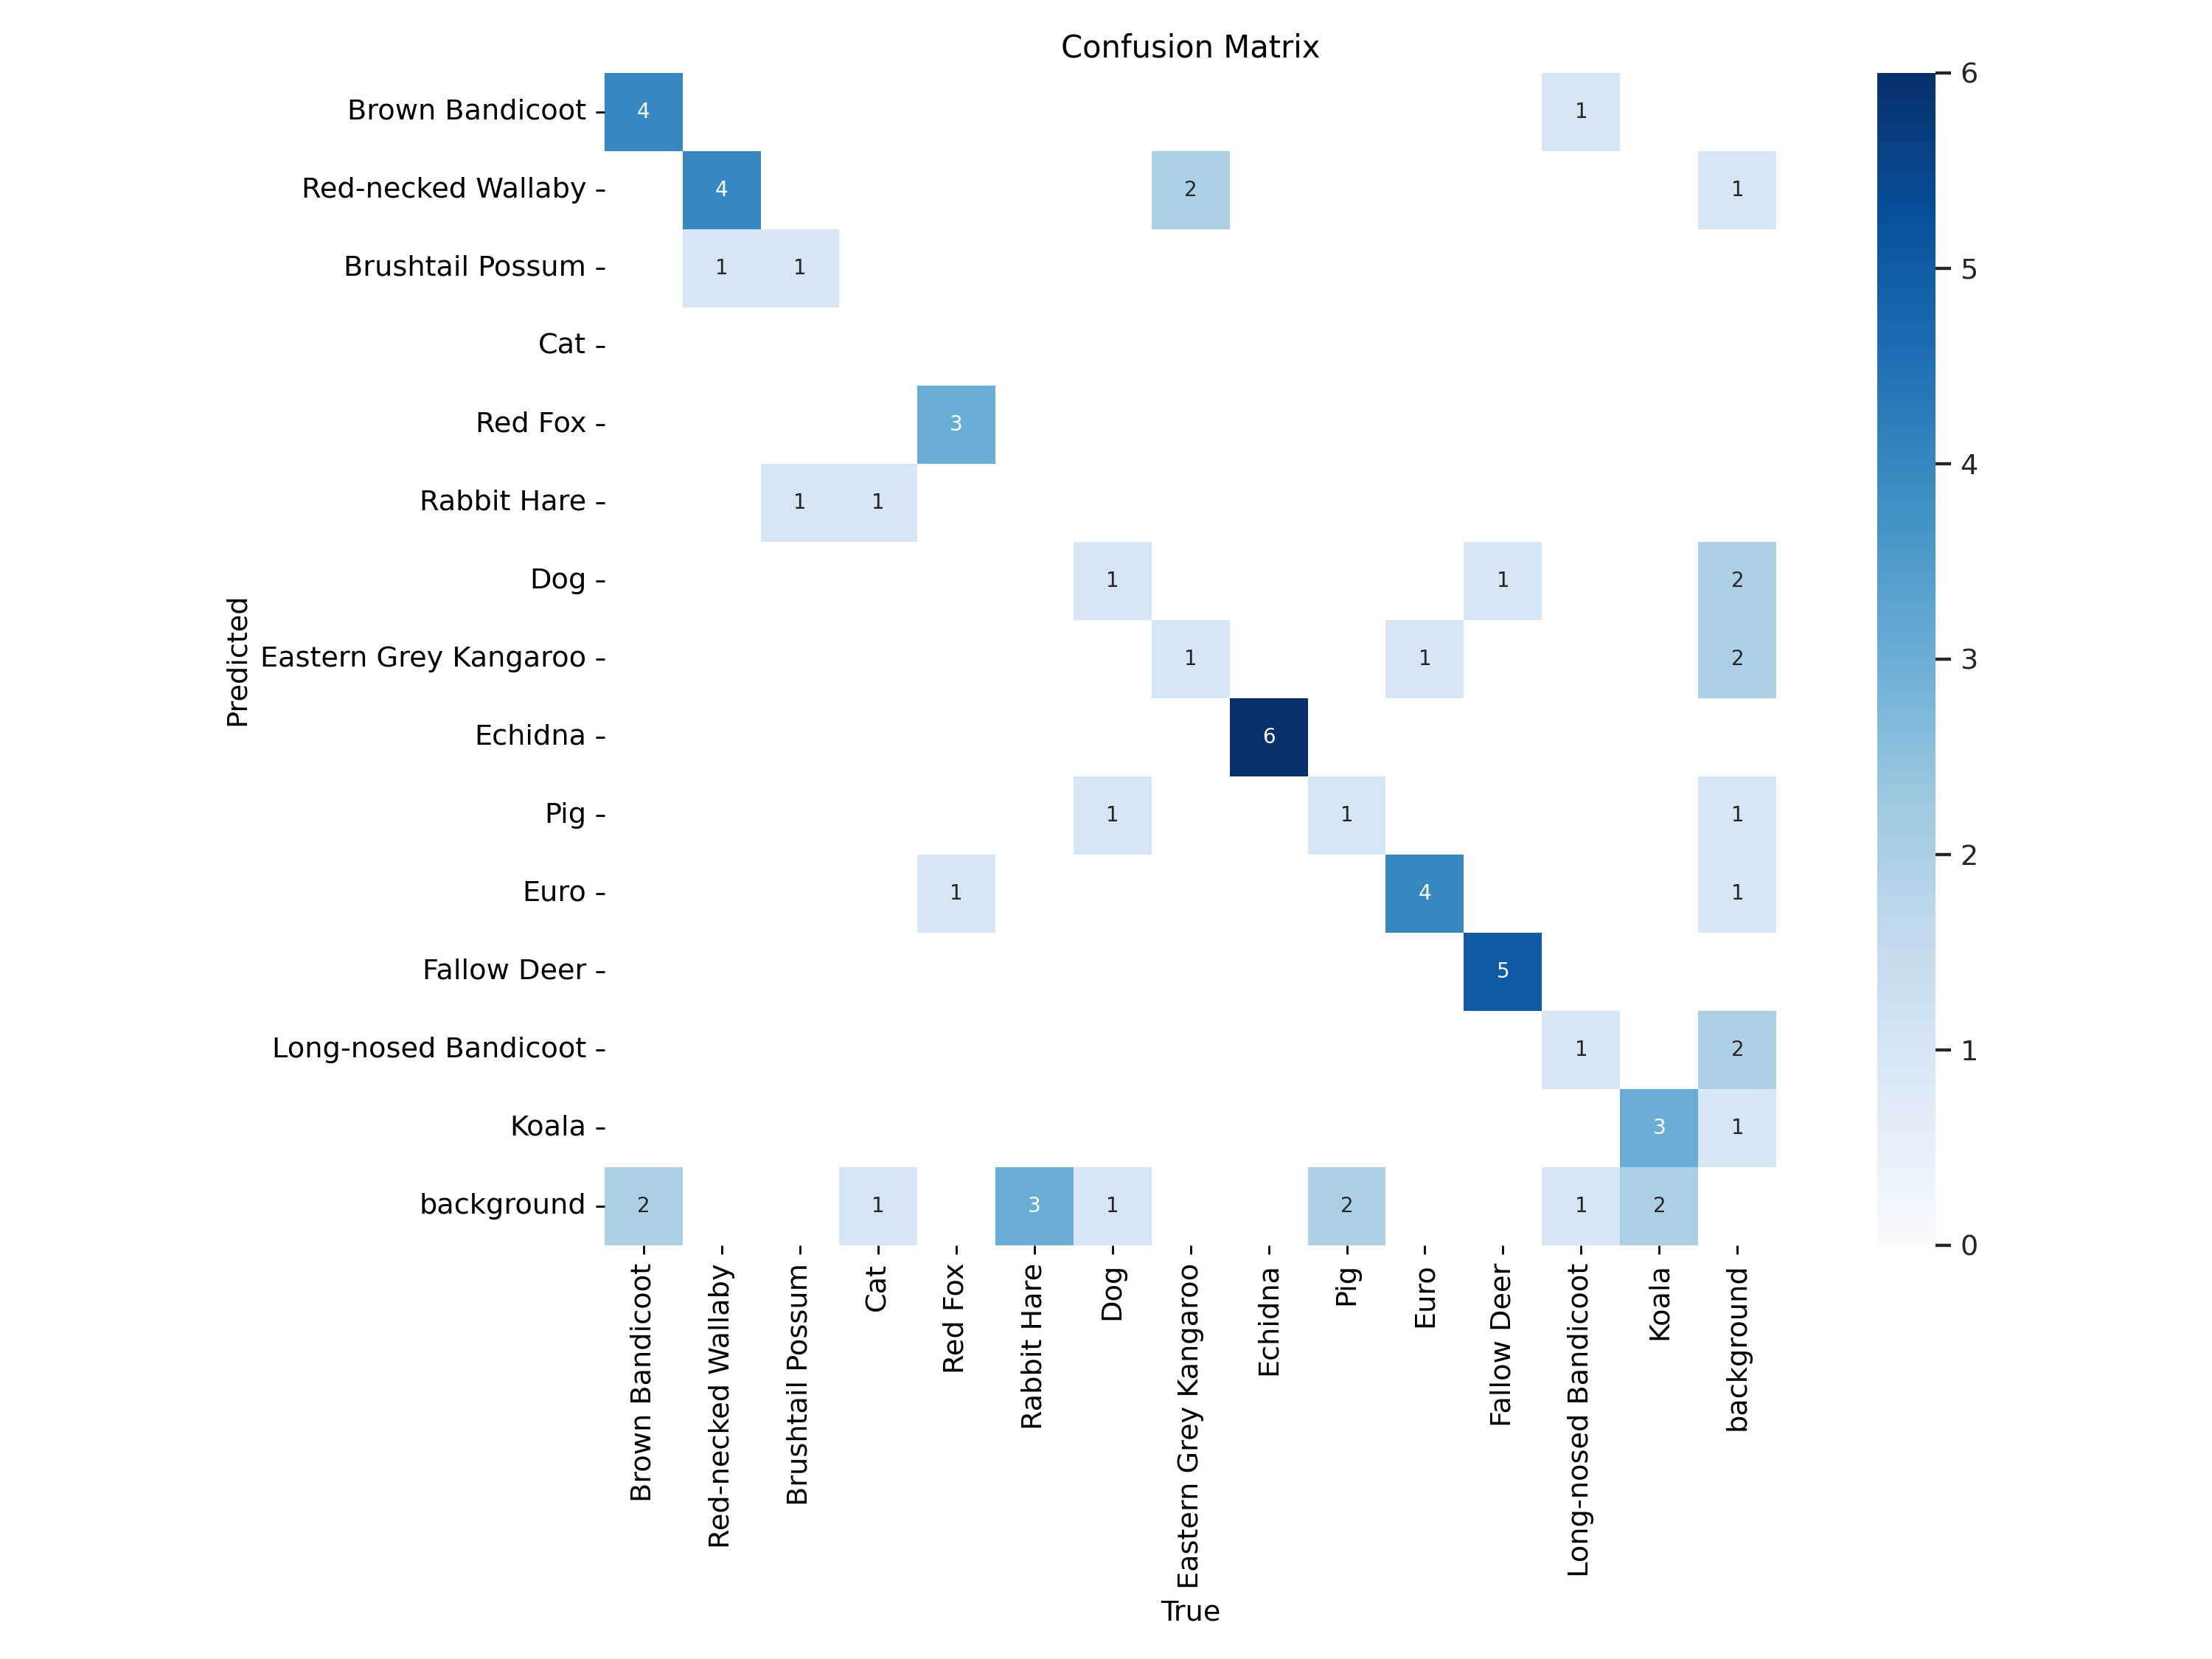 Confusion Matrix
Brown Bandicoot 4 1
Red-necked Wallaby 4 2 1
Brushtail Possum 1 1
Cat
Red Fox 3
Rabbit Hare 1 1
Dog 1 1 2
Eastern Grey Kangaroo 1 1 2
Echidna 6
Pig 1 1 1
Euro 1 4 1
Fallow Deer 5
Long-nosed Bandicoot 1 2
Koala 3 1
background 2 1 3 1 2 1 2
Predicted
Brown Bandicoot
Red-necked Wallaby
Brushtail Possum
Cat
Red Fox
Rabbit Hare
Dog
Eastern Grey Kangaroo
Echidna
Pig
Euro
Fallow Deer
Long-nosed Bandicoot
Koala
background
True
6
5
4
3
2
1
0